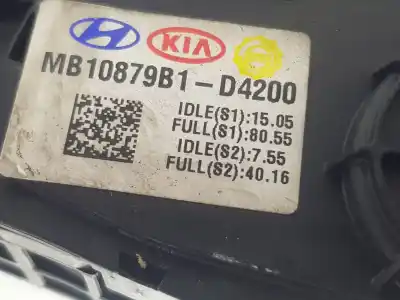 KIA
MB10879B1-D4200
IDLE(S1):15.05
FULL(S1):80.55
IDLE(S2):7.55
FULL(S2):40.16